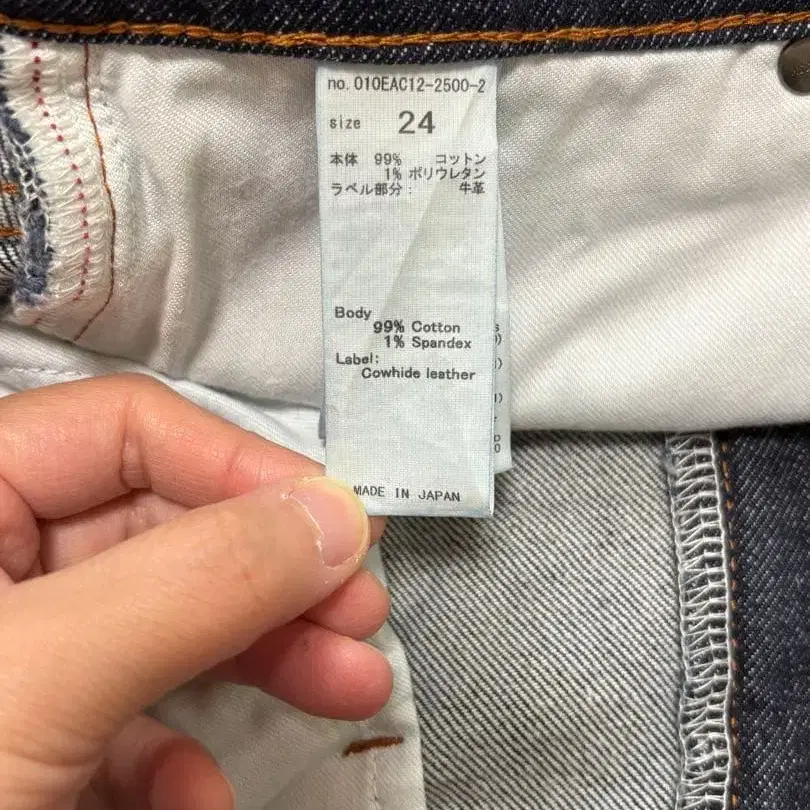 no. 010EAC12-2500-2
size 24
本体 99% コットン
1% ポリウレタン
ラベル部分: 牛革
Body
99% Cotton
1% Spandex
Label:
Cowhide leather
MADE IN JAPAN